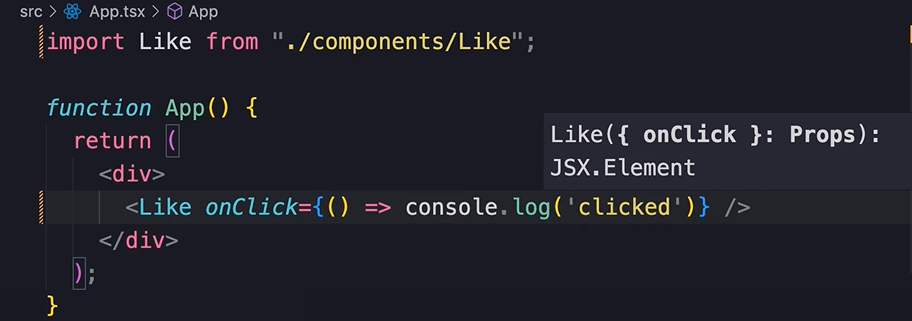 src > App.tsx > App
import Like from "./components/Like";
function App() {
return (
Like({ onClick }: Props):
JSX.Element
<div>
<Like onClick={() => console.log('clicked')} />
</div>
);
}